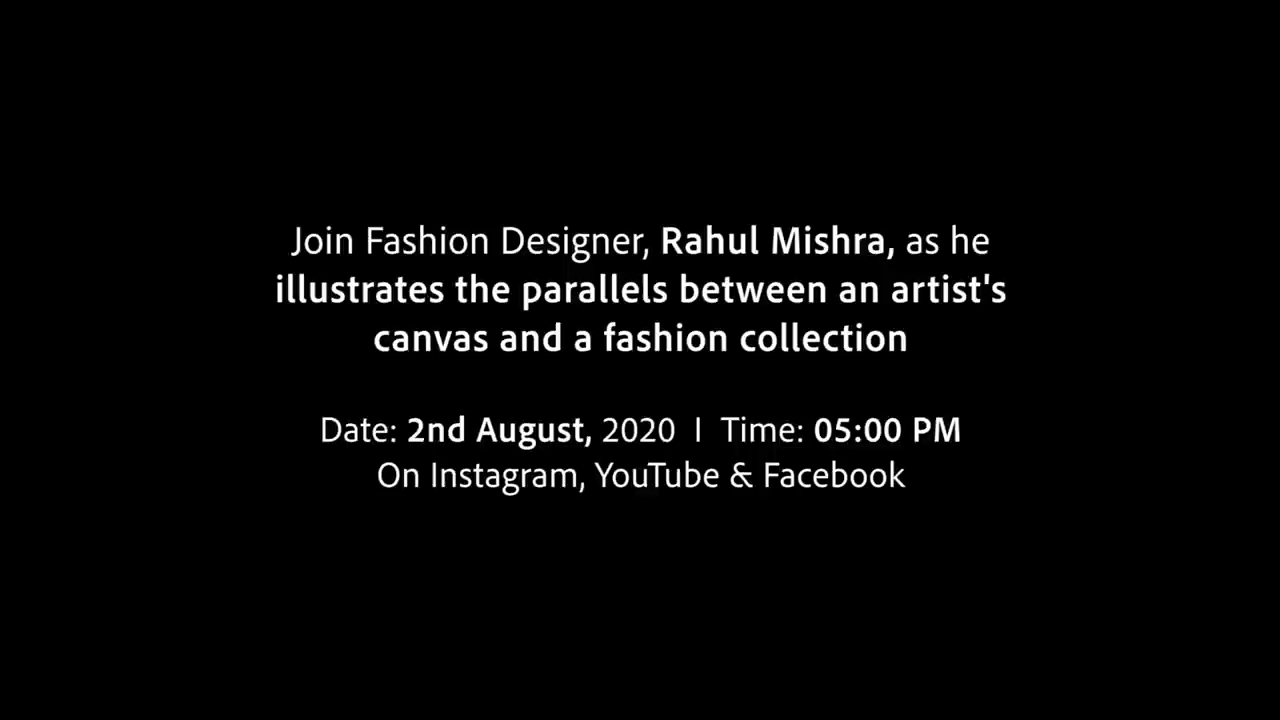 Join Fashion Designer, Rahul Mishra, as he
illustrates the parallels between an artist's
canvas and a fashion collection
Date: 2nd August, 2020 I Time: 05:00 PM
On Instagram, YouTube & Facebook